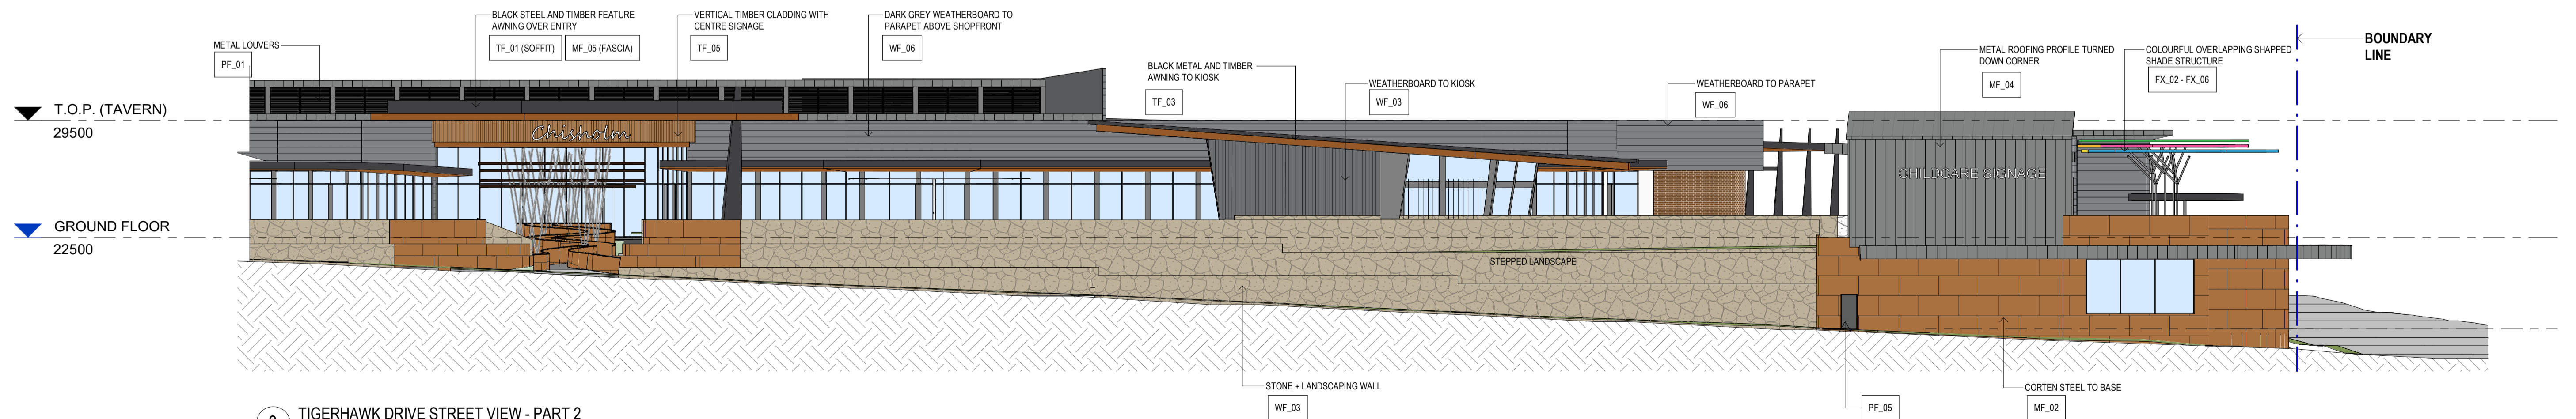 BLACK STEEL AND TIMBER FEATURE
AWNING OVER ENTRY
TF_01 (SOFFIT)
MF_05 (FASCIA)
VERTICAL TIMBER CLADDING WITH
CENTRE SIGNAGE
TF_05
DARK GREY WEATHERBOARD TO
PARAPET ABOVE SHOPFRONT
WF_06
METAL LOUVERS
PF_01
BLACK METAL AND TIMBER
AWNING TO KIOSK
TF_03
WEATHERBOARD TO KIOSK
WF_03
WEATHERBOARD TO PARAPET
WF_06
METAL ROOFING PROFILE TURNED
DOWN CORNER
MF_04
COLOURFUL OVERLAPPING SHAPPED
SHADE STRUCTURE
FX_02 - FX_06
BOUNDARY
LINE
T.O.P. (TAVERN)
29500
Chisholm
CHILDCARE SIGNAGE
GROUND FLOOR
22500
STEPPED LANDSCAPE
STONE + LANDSCAPING WALL
WF_03
PF_05
CORTEN STEEL TO BASE
MF_02
TIGERHAWK DRIVE STREET VIEW - PART 2